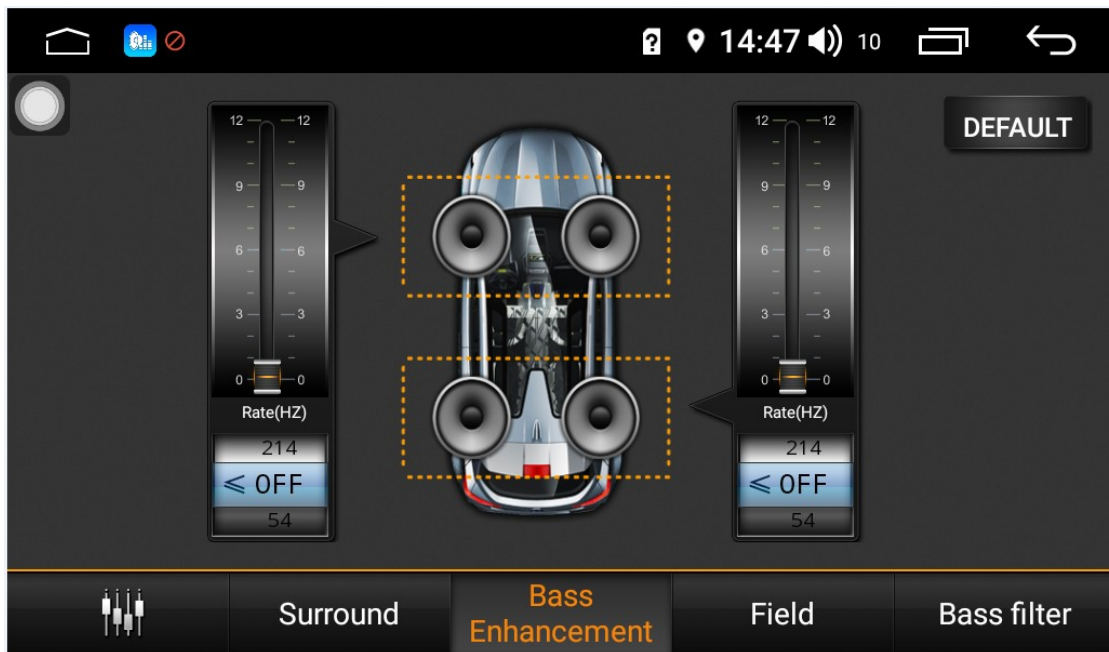 ? 14:47 10
DEFAULT
12 12
9 9
6 6
3 3
0 0
Rate(HZ)
214
≤ OFF
54
12 12
9 9
6 6
3 3
0 0
Rate(HZ)
214
≤ OFF
54
Surround
Bass
Enhancement
Field
Bass filter